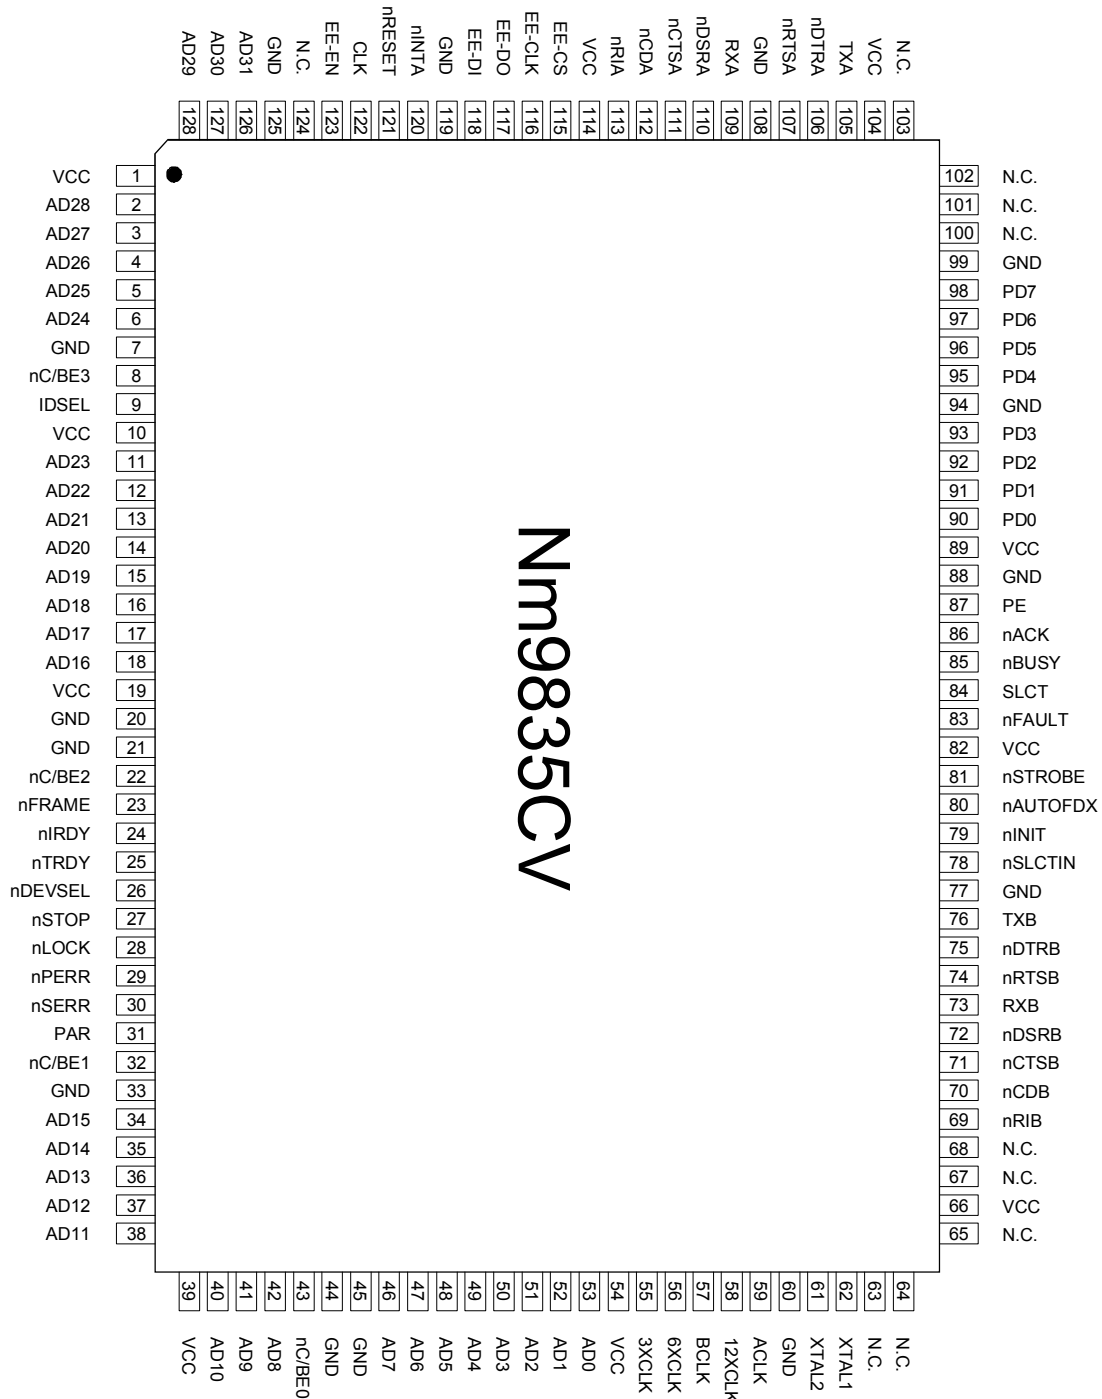 AD29 AD30 AD31 GND N.C. EE-EN CLK nRESET nINTA GND EE-DI EE-DO EE-CLK EE-CS VCC nRIA nCDA nCTSA nDSRA RXA GND nRTSA nDTRA TXA VCC N.C.
128 127 126 125 124 123 122 121 120 119 118 117 116 115 114 113 112 111 110 109 108 107 106 105 104 103
VCC 1 102 N.C.
AD28 2 101 N.C.
AD27 3 100 N.C.
AD26 4 99 GND
AD25 5 98 PD7
AD24 6 97 PD6
GND 7 96 PD5
nC/BE3 8 95 PD4
IDSEL 9 94 GND
VCC 10 93 PD3
AD23 11 92 PD2
AD22 12 91 PD1
AD21 13 90 PD0
AD20 14 89 VCC
AD19 15 88 GND
AD18 16 87 PE
AD17 17 86 nACK
AD16 18 85 nBUSY
VCC 19 84 SLCT
GND 20 83 nFAULT
GND 21 82 VCC
nC/BE2 22 81 nSTROBE
nFRAME 23 80 nAUTOFDX
nIRDY 24 79 nINIT
nTRDY 25 78 nSLCTIN
nDEVSEL 26 77 GND
nSTOP 27 76 TXB
nLOCK 28 75 nDTRB
nPERR 29 74 nRTSB
nSERR 30 73 RXB
PAR 31 72 nDSRB
nC/BE1 32 71 nCTSB
GND 33 70 nCDB
AD15 34 69 nRIB
AD14 35 68 N.C.
AD13 36 67 N.C.
AD12 37 66 VCC
AD11 38 65 N.C.
Nm9835CV
39 40 41 42 43 44 45 46 47 48 49 50 51 52 53 54 55 56 57 58 59 60 61 62 63 64
VCC AD10 AD9 AD8 nC/BE0 GND GND AD7 AD6 AD5 AD4 AD3 AD2 AD1 AD0 VCC 3XCLK 6XCLK BCLK 12XCLK ACLK GND XTAL2 XTAL1 N.C. N.C.